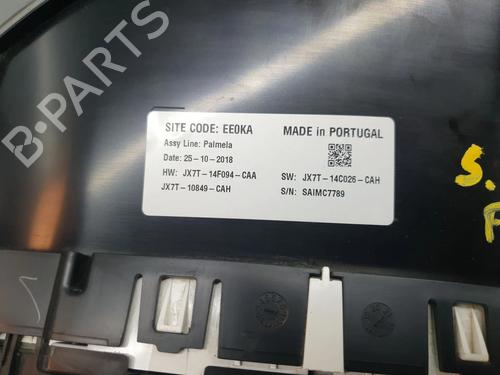 SITE CODE: EE0KA
MADE in PORTUGAL
Assy Line: Palmela
Date: 25-10-2018
HW: JX7T-14F094-CAA
SW: JX7T-14C026-CAH
JX7T-10849-CAH
S/N: SAIMC7789
S.
B-PARTS